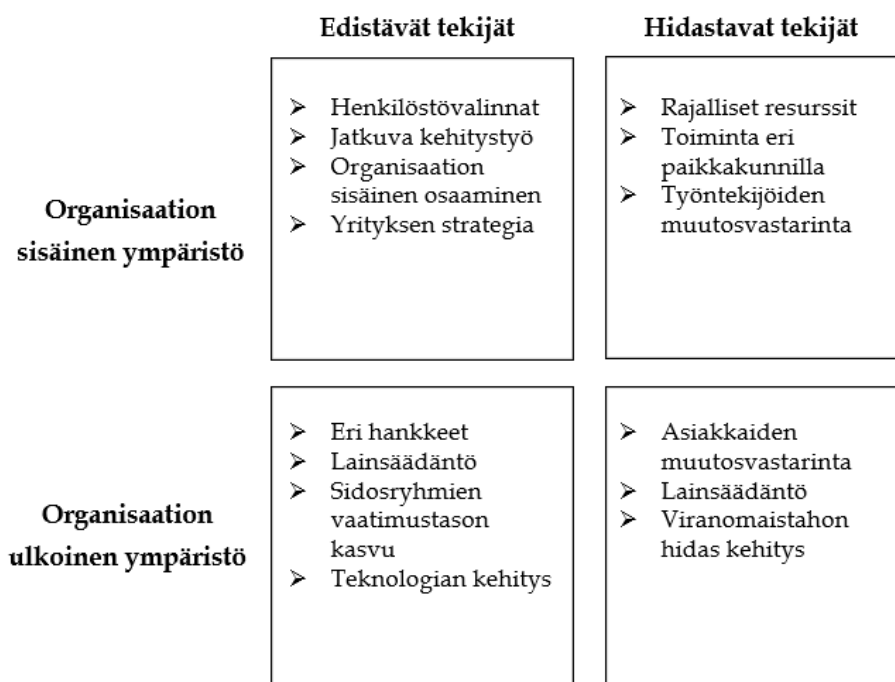 Edistävät tekijät
Hidastavat tekijät
Organisaation
sisäinen ympäristö
➢ Henkilöstövalinnat
➢ Jatkuva kehitystyö
➢ Organisaation
sisäinen osaaminen
➢ Yrityksen strategia
➢ Rajalliset resurssit
➢ Toiminta eri
paikkakunnilla
➢ Työntekijöiden
muutosvastarinta
Organisaation
ulkoinen ympäristö
➢ Eri hankkeet
➢ Lainsäädäntö
➢ Sidosryhmien
vaatimustason
kasvu
➢ Teknologian kehitys
➢ Asiakkaiden
muutosvastarinta
➢ Lainsäädäntö
➢ Viranomaistahon
hidas kehitys